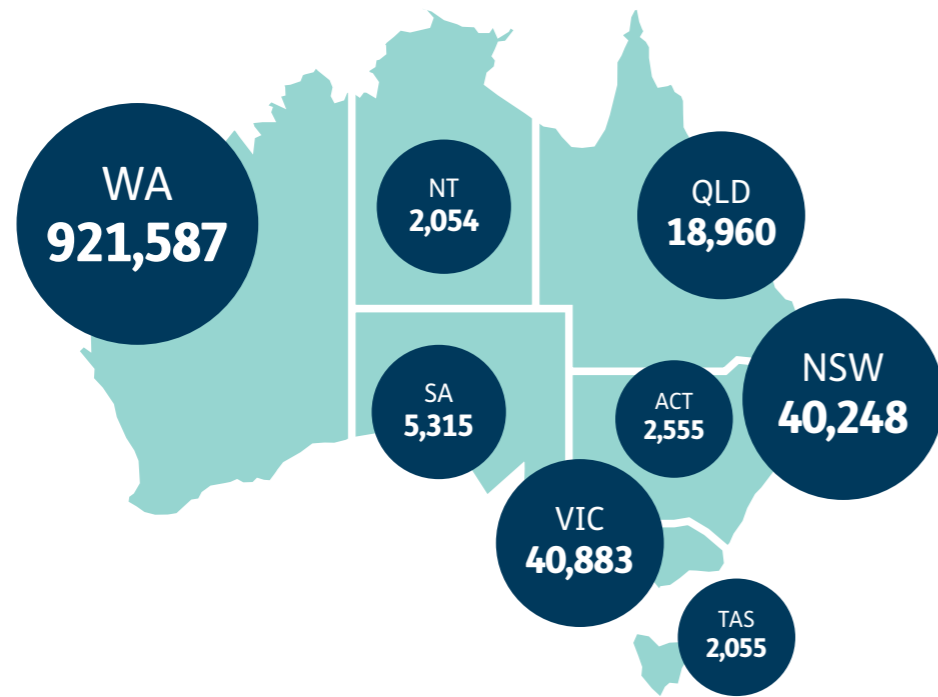 WA
921,587
NT
2,054
QLD
18,960
SA
5,315
ACT
2,555
NSW
40,248
VIC
40,883
TAS
2,055